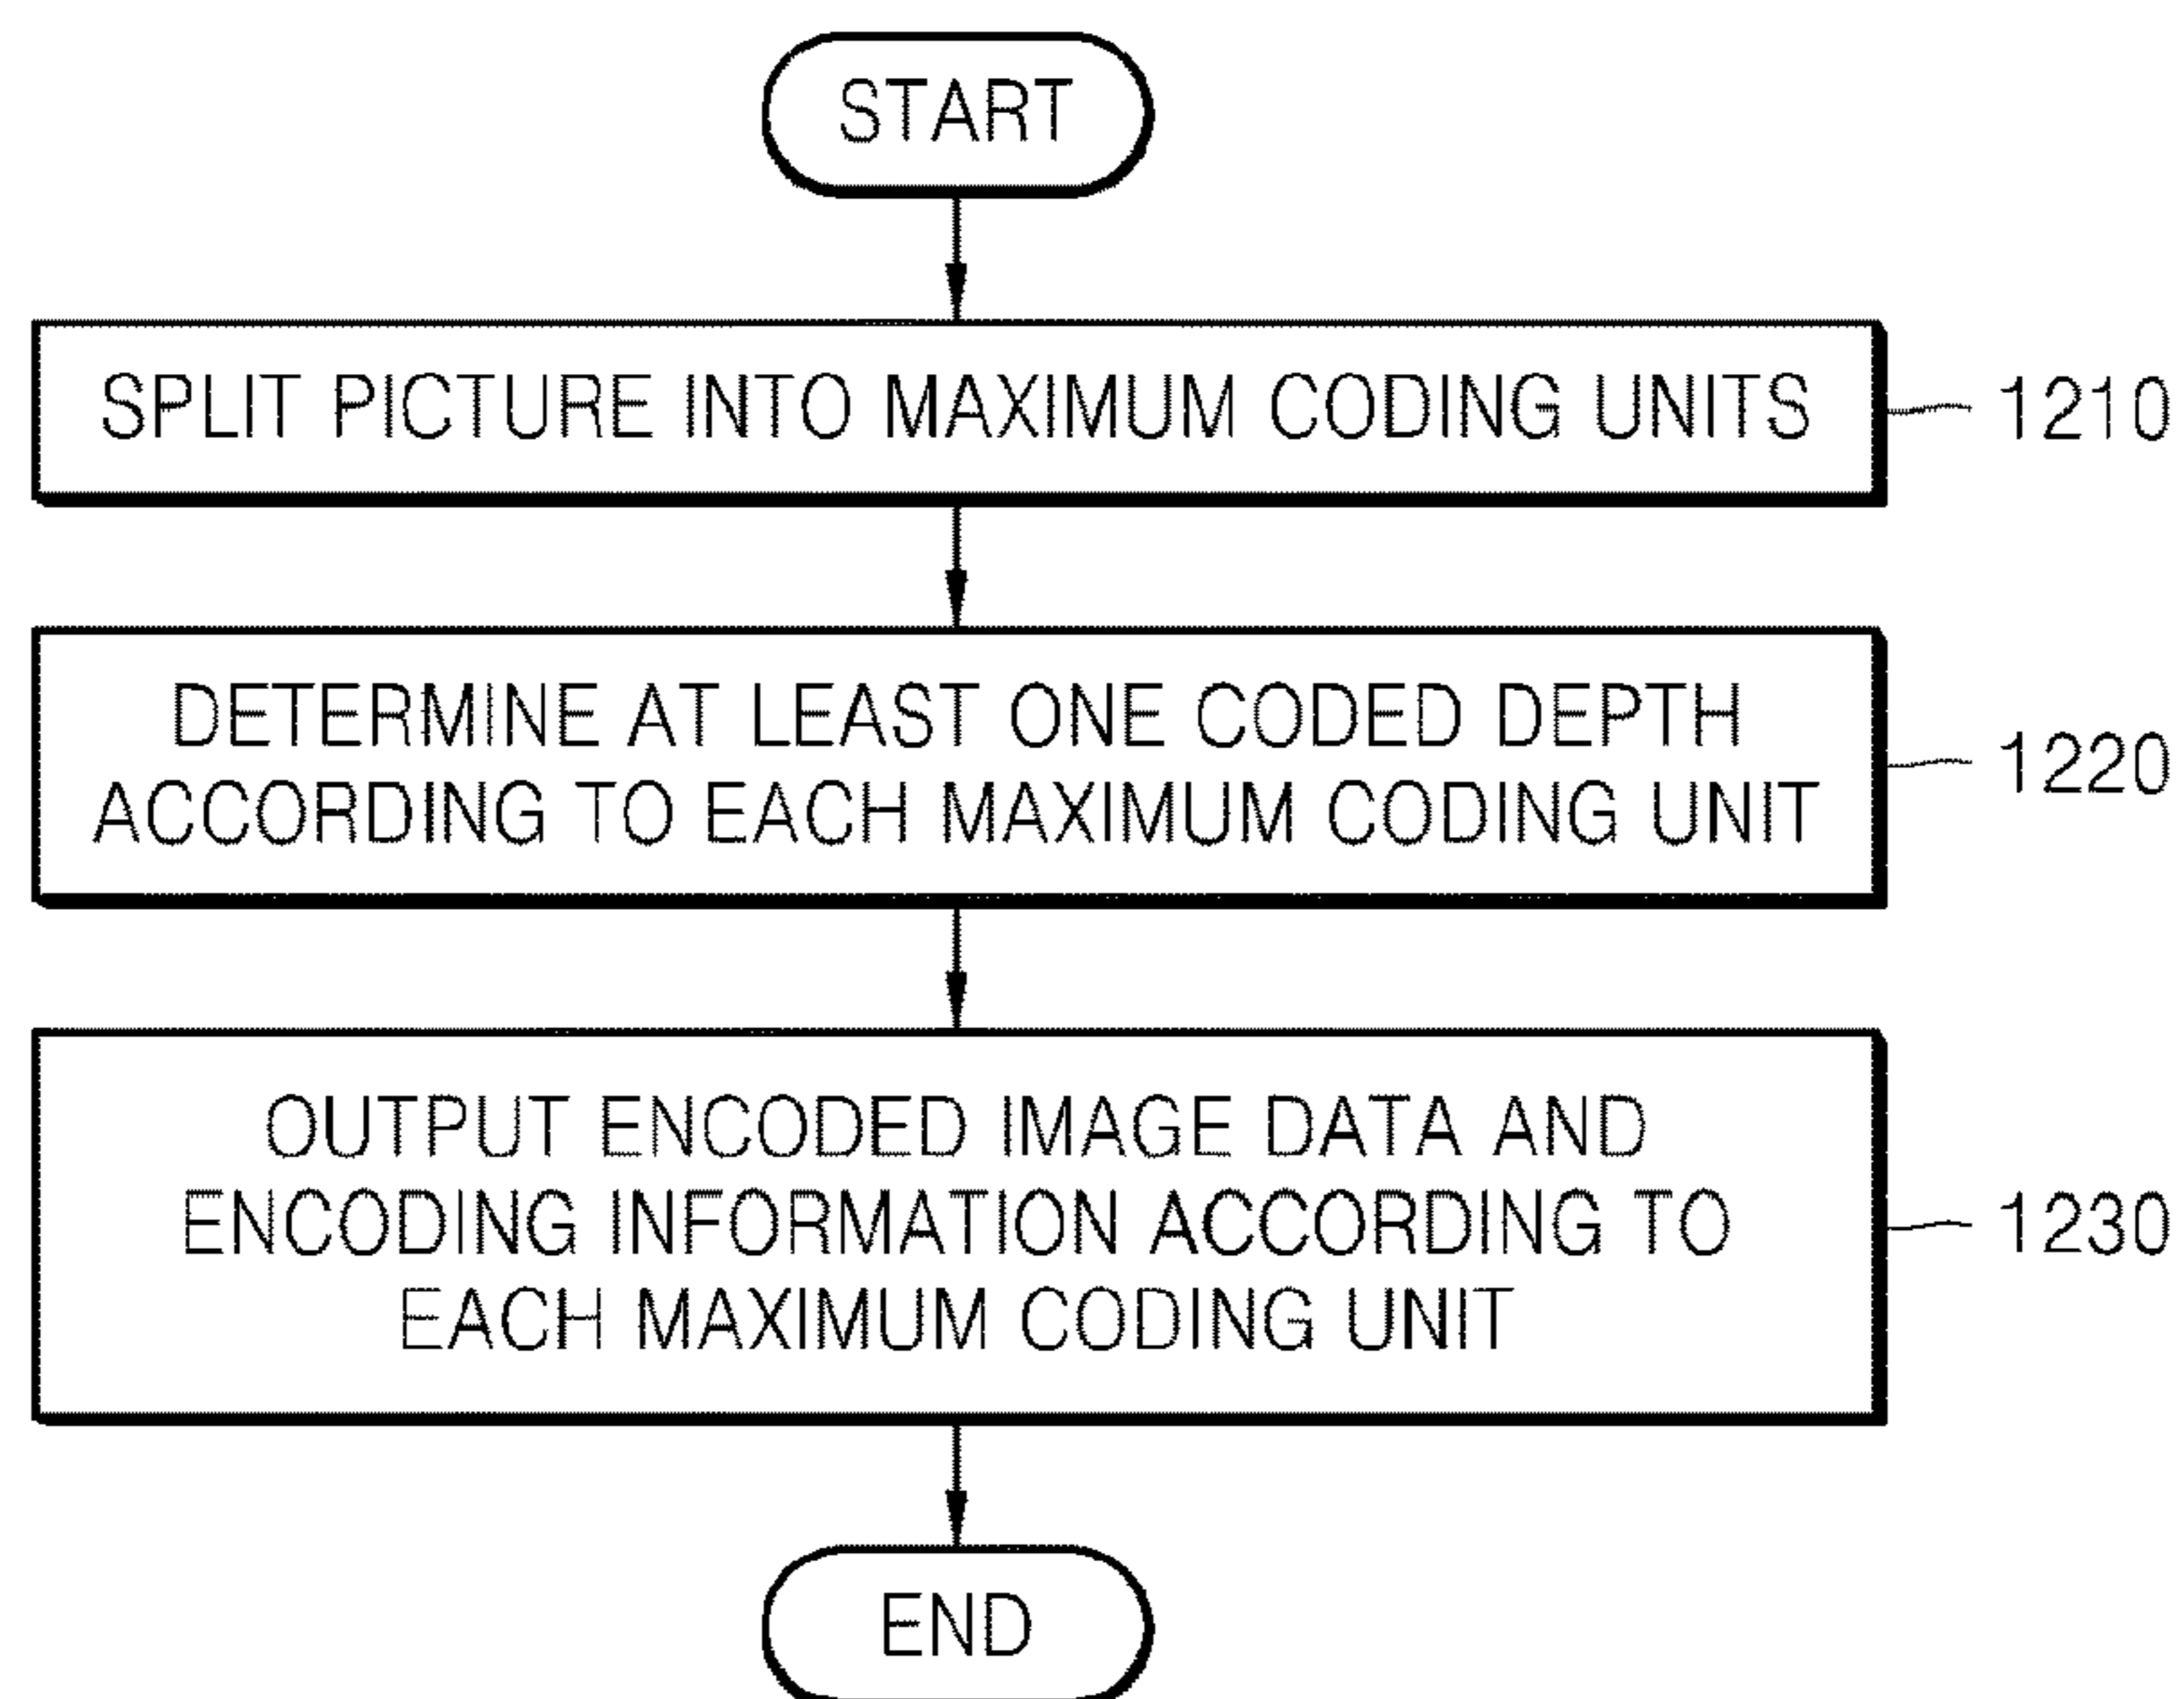 START
SPLIT PICTURE INTO MAXIMUM CODING UNITS
1210
DETERMINE AT LEAST ONE CODED DEPTH
ACCORDING TO EACH MAXIMUM CODING UNIT
1220
OUTPUT ENCODED IMAGE DATA AND
ENCODING INFORMATION ACCORDING TO
EACH MAXIMUM CODING UNIT
1230
END